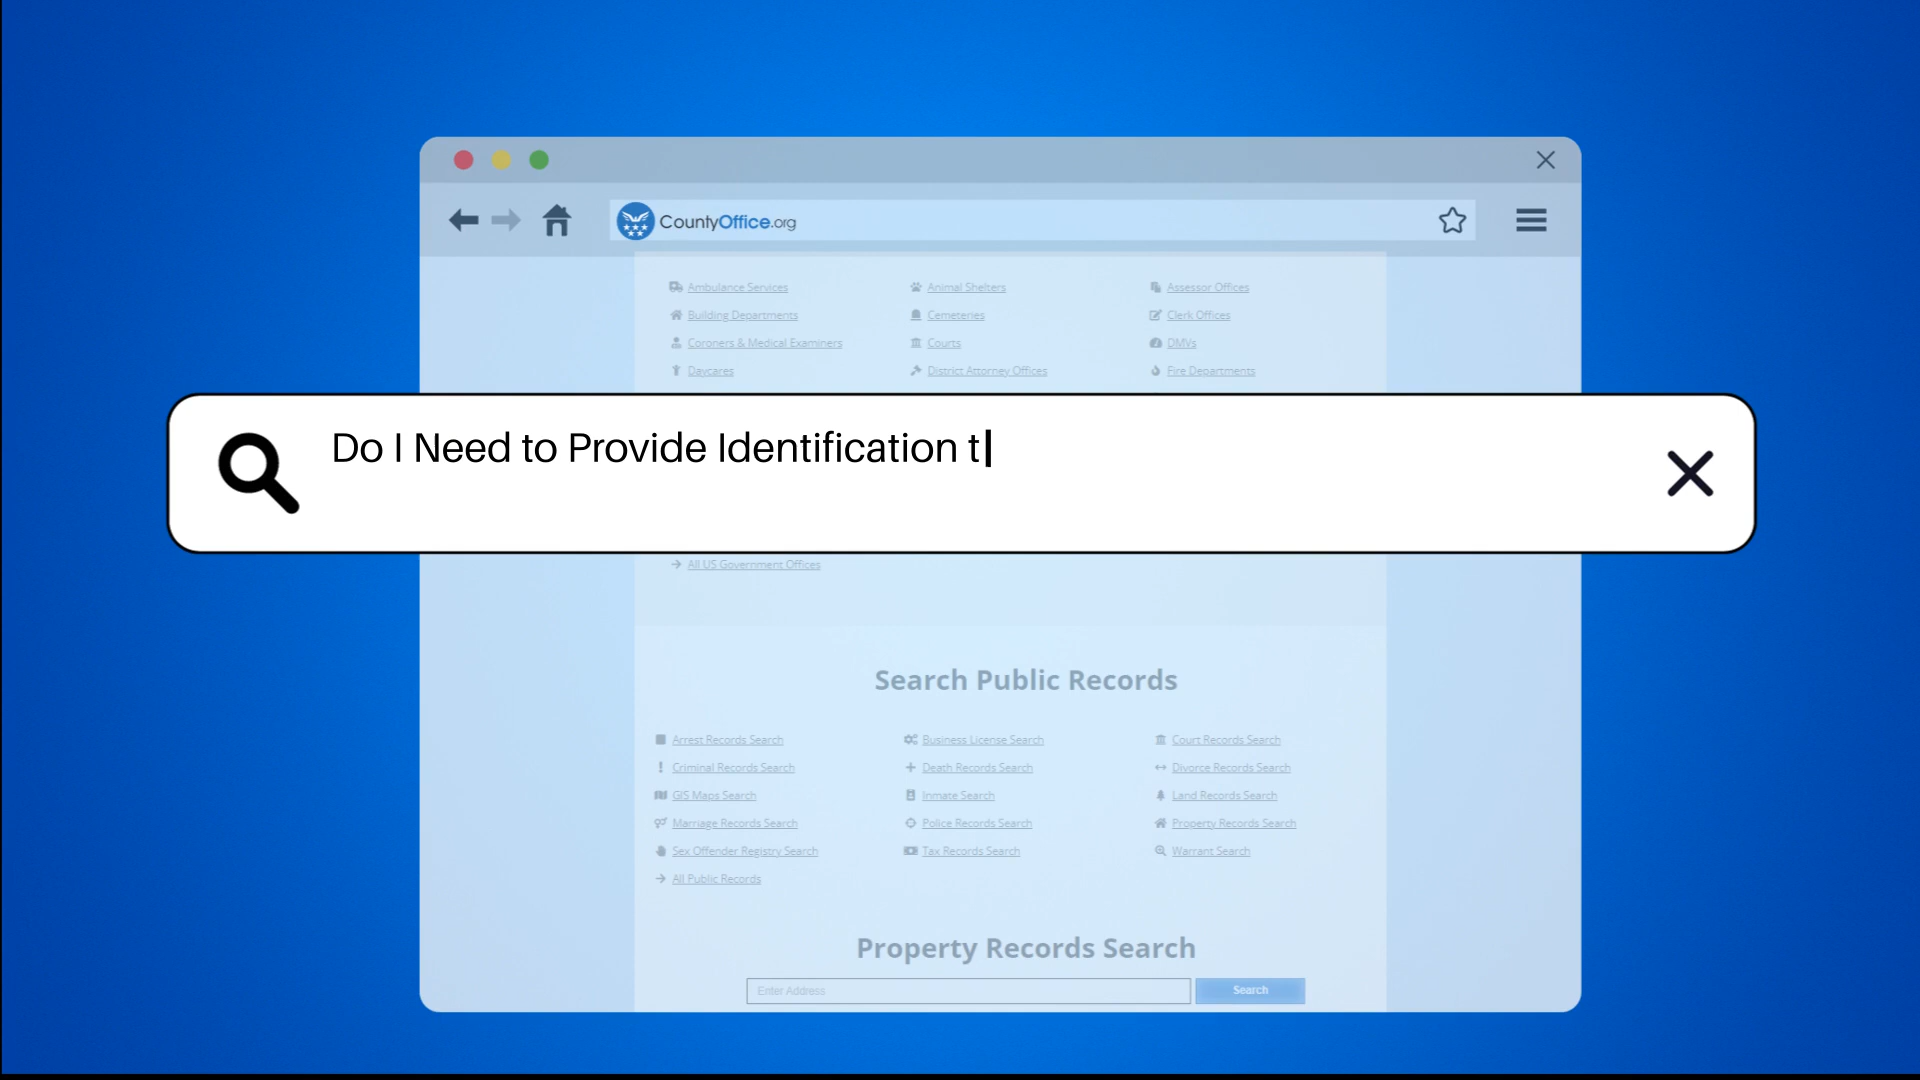 CountyOffice.org
Ambulance Services Animal Shelters Assessor Offices
Building Departments Cemeteries Clerk Offices
Coroners & Medical Examiners Courts DMVs
Daycares District Attorney Offices Fire Departments
Do I Need to Provide Identification t
All US Government Offices
Search Public Records
Arrest Records Search Business License Search Court Records Search
Criminal Records Search Death Records Search Divorce Records Search
GIS Maps Search Inmate Search Land Records Search
Marriage Records Search Police Records Search Property Records Search
Sex Offender Registry Search Tax Records Search Warrant Search
All Public Records
Property Records Search
Enter Address Search